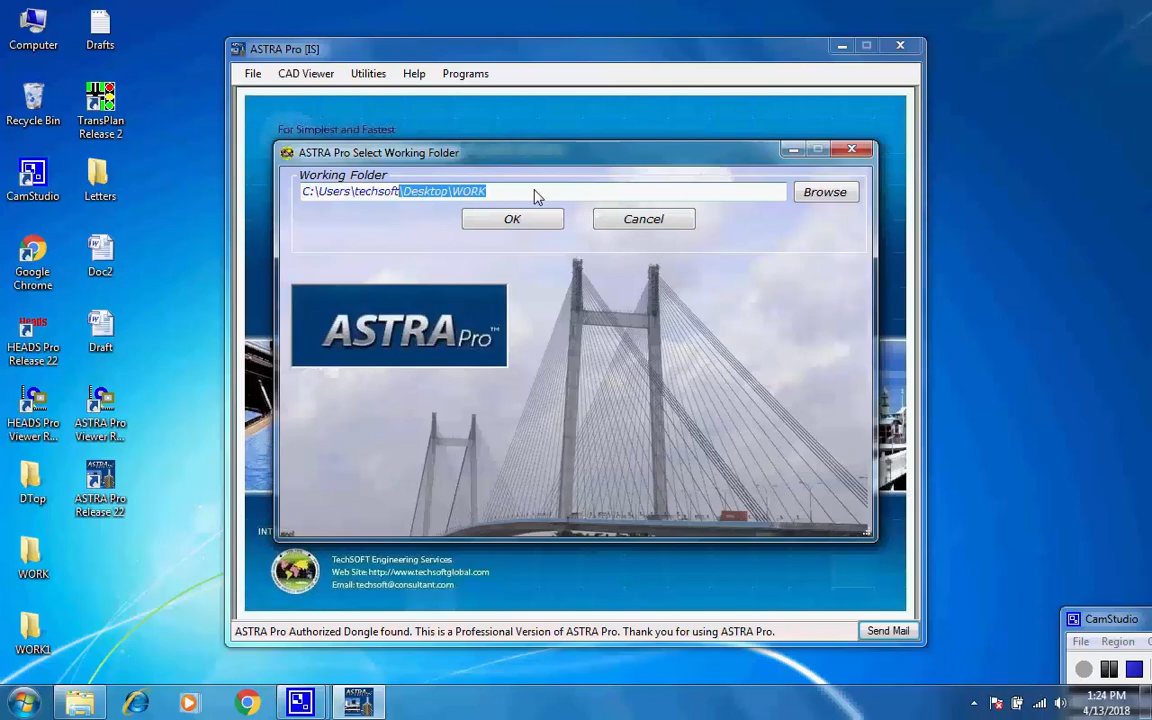 Computer
Drafts
Recycle Bin
TransPlan
Release 2
CamStudio
Letters
Google
Chrome
Doc2
HEADS Pro
Release 22
Draft
HEADS Pro
Viewer R...
ASTRA Pro
Viewer R...
DTop
ASTRA Pro
Release 22
WORK
WORK1
ASTRA Pro [IS]
File
CAD Viewer
Utilities
Help
Programs
For Simplest and Fastest
ASTRA Pro Select Working Folder
Working Folder
C:\Users\techsoft\Desktop\WORK
Browse
OK
Cancel
ASTRA Pro™
INT
TechSOFT Engineering Services
Web Site: http://www.techsoftglobal.com
Email: techsoft@consultant.com
ASTRA Pro Authorized Dongle found. This is a Professional Version of ASTRA Pro. Thank you for using ASTRA Pro.
Send Mail
CamStudio
File
Region
1:24 PM
4/13/2018